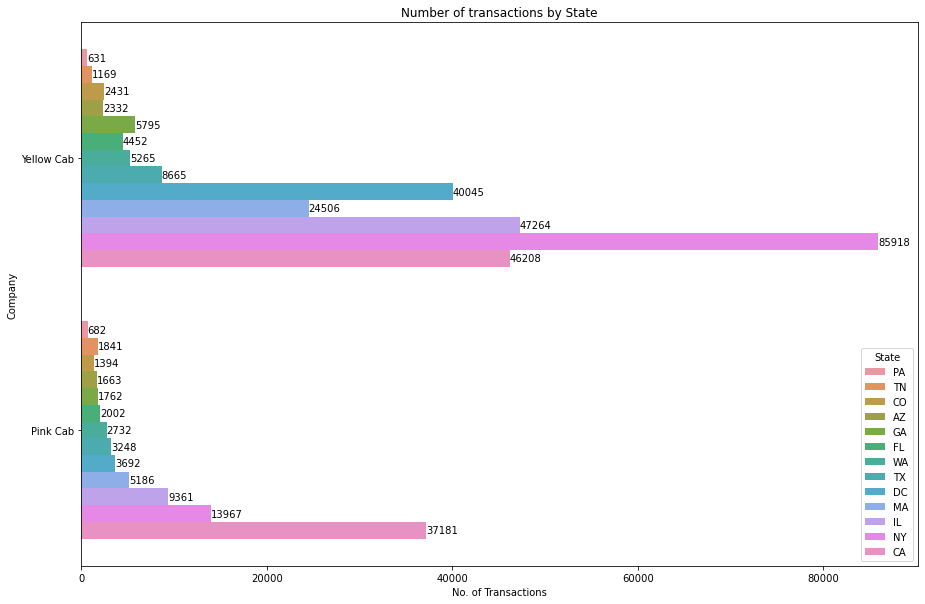 Number of transactions by State
Company
Yellow Cab
631
1169
2431
2332
5795
4452
5265
8665
40045
24506
47264
85918
46208
Pink Cab
682
1841
1394
1663
1762
2002
2732
3248
3692
5186
9361
13967
37181
State
PA
TN
CO
AZ
GA
FL
WA
TX
DC
MA
IL
NY
CA
0 20000 40000 60000 80000
No. of Transactions